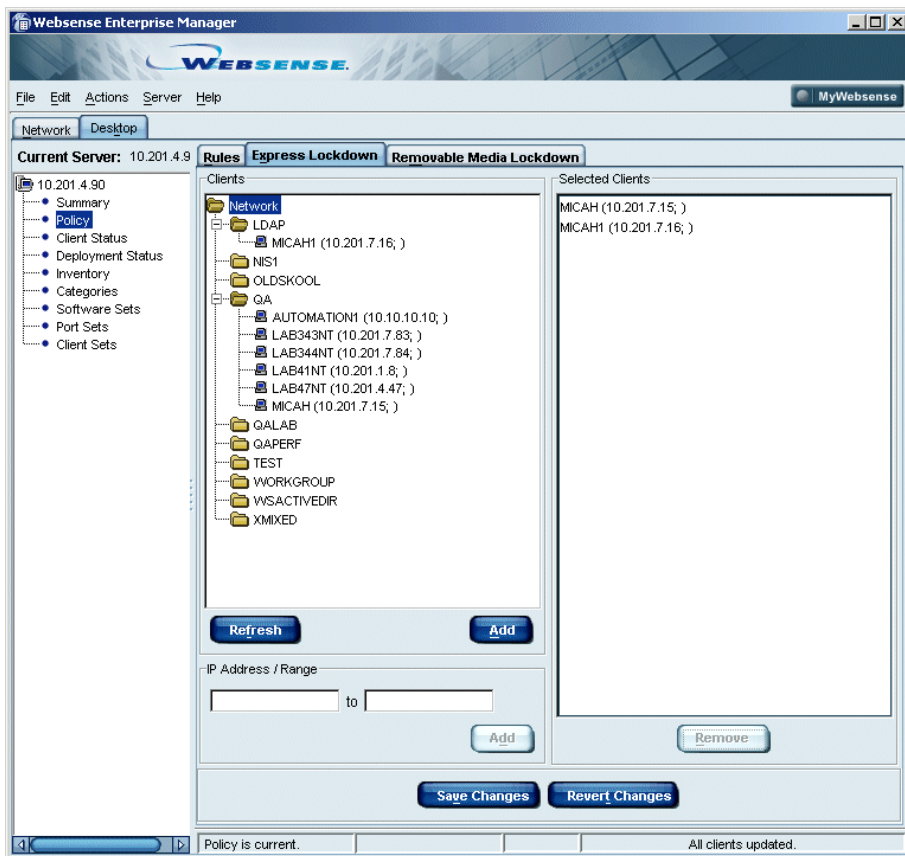 Websense Enterprise Manager
WEBSENSE.
File Edit Actions Server Help
MyWebsense
Network Desktop
Current Server: 10.201.4.9
Rules Express Lockdown Removable Media Lockdown
10.201.4.90
Summary
Policy
Client Status
Deployment Status
Inventory
Categories
Software Sets
Port Sets
Client Sets
Clients
Network
LDAP
MICAH1 (10.201.7.16; )
NIS1
OLDSKOOL
QA
AUTOMATION1 (10.10.10.10; )
LAB343NT (10.201.7.83; )
LAB344NT (10.201.7.84; )
LAB41NT (10.201.1.8; )
LAB47NT (10.201.4.47; )
MICAH (10.201.7.15; )
QALAB
QAPERF
TEST
WORKGROUP
WSACTIVEDIR
XMIXED
Refresh Add
IP Address / Range
to
Add
Selected Clients
MICAH (10.201.7.15; )
MICAH1 (10.201.7.16; )
Remove
Save Changes Revert Changes
Policy is current. All clients updated.